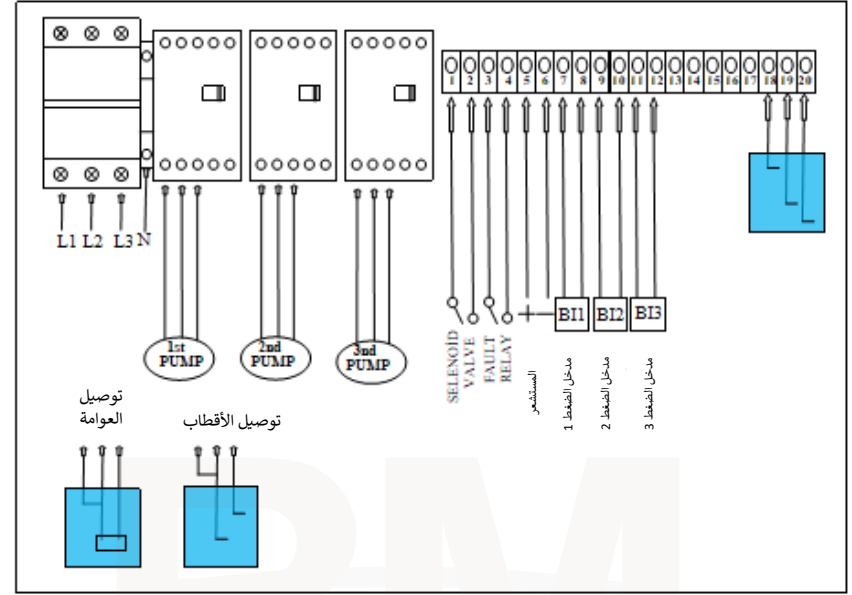 1 2 3 4 5 6 7 8 9 10 11 12 13 14 15 16 17 18 19 20
L1 L2 L3 N
1st
PUMP
2nd
PUMP
3nd
PUMP
SELENOİD
VALVE
FAULT
RELAY
+ −
BI1
BI2
BI3
المستشعر
مدخل الضغط 1
مدخل الضغط 2
مدخل الضغط 3
توصيل
العوامة
توصيل الأقطاب
BM